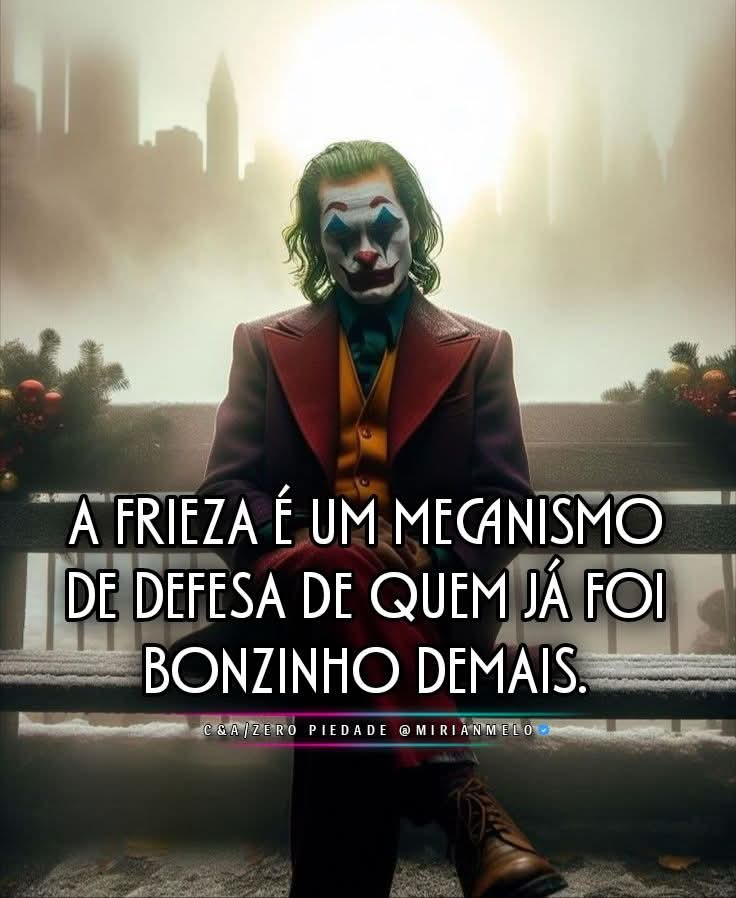 A FRIEZA É UM MECANISMO
DE DEFESA DE QUEM JÁ FOI
BONZINHO DEMAIS.
C&A/ZERO PIEDADE @MIRIANMELO